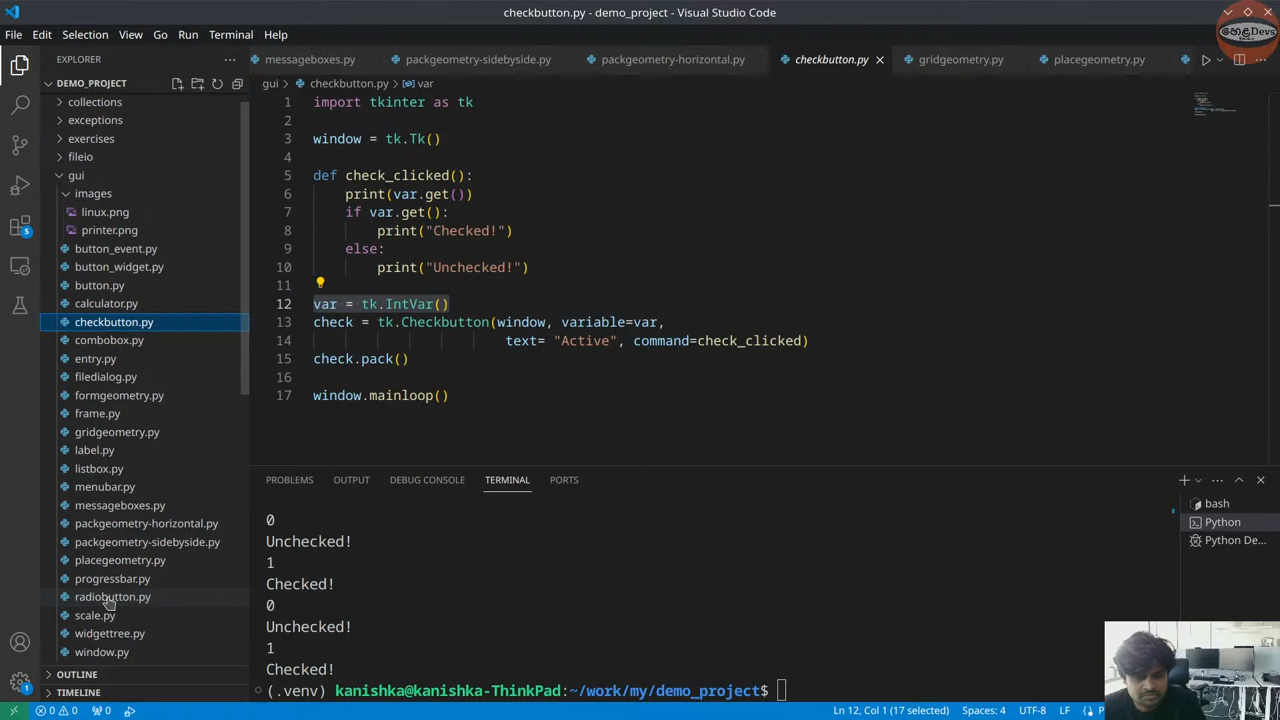 checkbutton.py - demo_project - Visual Studio Code
File Edit Selection View Go Run Terminal Help
හෙළDevs
EXPLORER
messageboxes.py packgeometry-sidebyside.py packgeometry-horizontal.py checkbutton.py gridgeometry.py placegeometry.py
DEMO_PROJECT
gui > checkbutton.py > var
collections
exceptions
exercises
fileio
gui
images
linux.png
printer.png
button_event.py
button_widget.py
button.py
calculator.py
checkbutton.py
combobox.py
entry.py
filedialog.py
formgeometry.py
frame.py
gridgeometry.py
label.py
listbox.py
menubar.py
messageboxes.py
packgeometry-horizontal.py
packgeometry-sidebyside.py
placegeometry.py
progressbar.py
radiobutton.py
scale.py
widgettree.py
window.py
OUTLINE
TIMELINE
1 import tkinter as tk
2
3 window = tk.Tk()
4
5 def check_clicked():
6 print(var.get())
7 if var.get():
8 print("Checked!")
9 else:
10 print("Unchecked!")
11
12 var = tk.IntVar()
13 check = tk.Checkbutton(window, variable=var,
14 text= "Active", command=check_clicked)
15 check.pack()
16
17 window.mainloop()
PROBLEMS OUTPUT DEBUG CONSOLE TERMINAL PORTS
0
Unchecked!
1
Checked!
0
Unchecked!
1
Checked!
(.venv) kanishka@kanishka-ThinkPad:~/work/my/demo_project$
bash
Python
Python De...
5
1
0 0 0 Ln 12, Col 1 (17 selected) Spaces: 4 UTF-8 LF